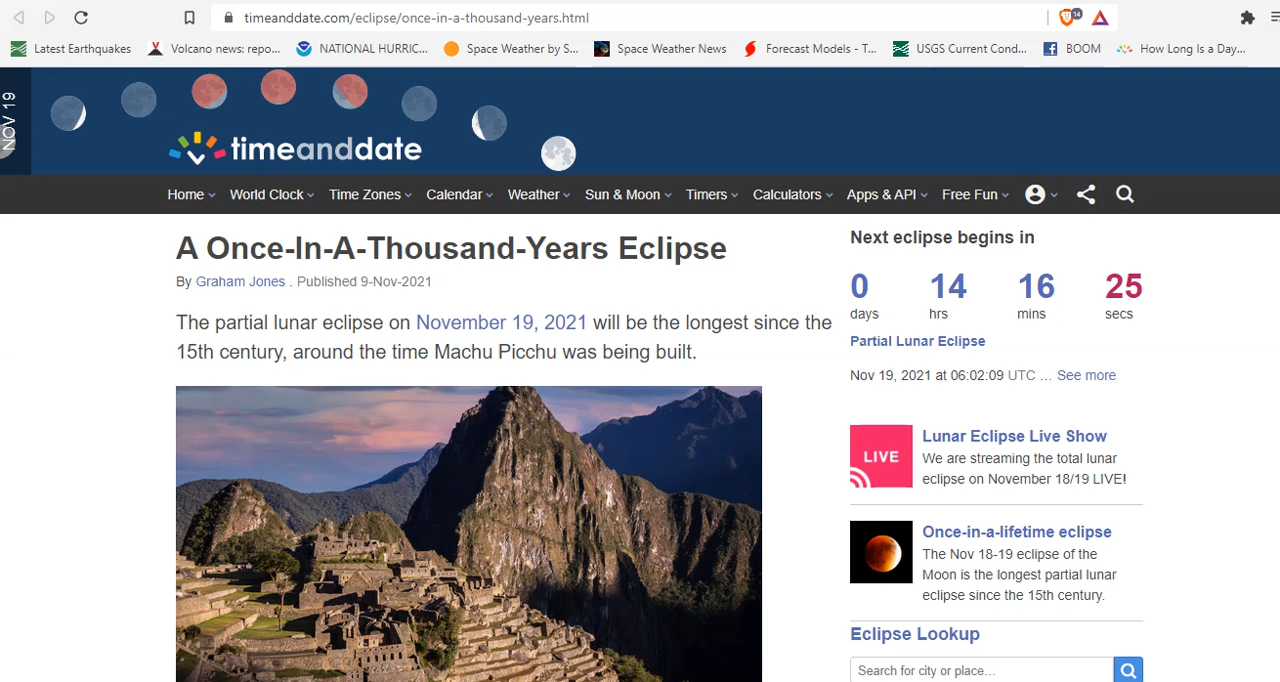 timeanddate.com/eclipse/once-in-a-thousand-years.html
14
Latest Earthquakes
Volcano news: repo...
NATIONAL HURRIC...
Space Weather by S...
Space Weather News
Forecast Models - T...
USGS Current Cond...
BOOM
How Long Is a Day...
NOV 19
timeanddate
Home
World Clock
Time Zones
Calendar
Weather
Sun & Moon
Timers
Calculators
Apps & API
Free Fun
A Once-In-A-Thousand-Years Eclipse
By Graham Jones . Published 9-Nov-2021
The partial lunar eclipse on November 19, 2021 will be the longest since the
15th century, around the time Machu Picchu was being built.
Next eclipse begins in
0 14 16 25
days hrs mins secs
Partial Lunar Eclipse
Nov 19, 2021 at 06:02:09 UTC ... See more
LIVE
Lunar Eclipse Live Show
We are streaming the total lunar
eclipse on November 18/19 LIVE!
Once-in-a-lifetime eclipse
The Nov 18-19 eclipse of the
Moon is the longest partial lunar
eclipse since the 15th century.
Eclipse Lookup
Search for city or place...